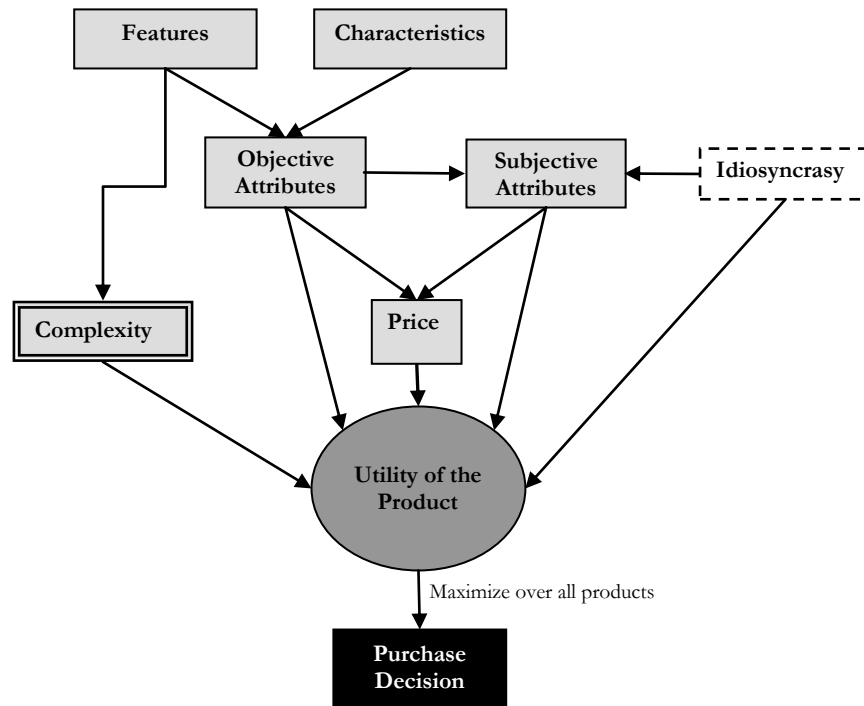 Features
Characteristics
Objective
Attributes
Subjective
Attributes
Idiosyncrasy
Complexity
Price
Utility of the
Product
Maximize over all products
Purchase
Decision